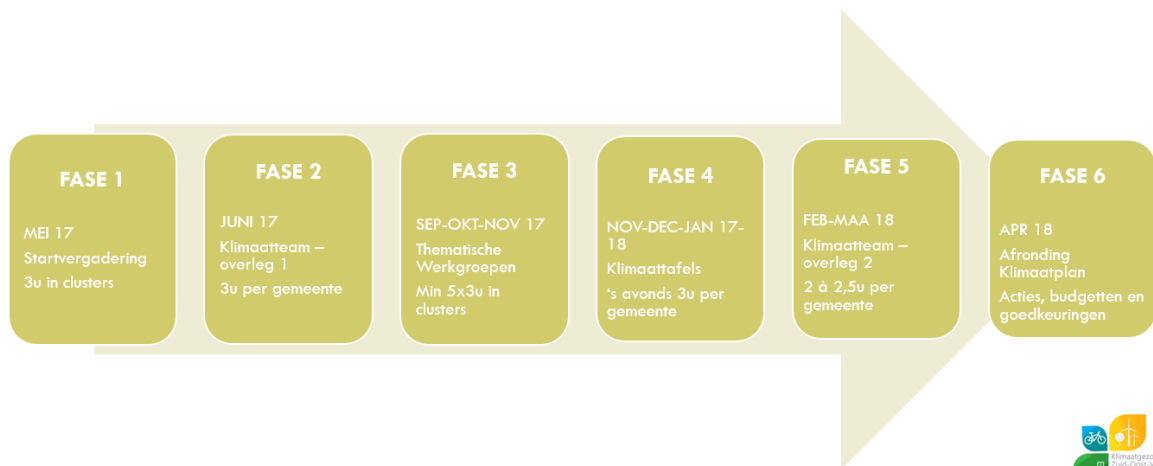 FASE 1
MEI 17
Startvergadering
3u in clusters
FASE 2
JUNI 17
Klimaatteam –
overleg 1
3u per gemeente
FASE 3
SEP-OKT-NOV 17
Thematische
Werkgroepen
Min 5x3u in
clusters
FASE 4
NOV-DEC-JAN 17-
18
Klimaattafels
‘s avonds 3u per
gemeente
FASE 5
FEB-MAA 18
Klimaatteam –
overleg 2
2 à 2,5u per
gemeente
FASE 6
APR 18
Afronding
Klimaatplan
Acties, budgetten en
goedkeuringen